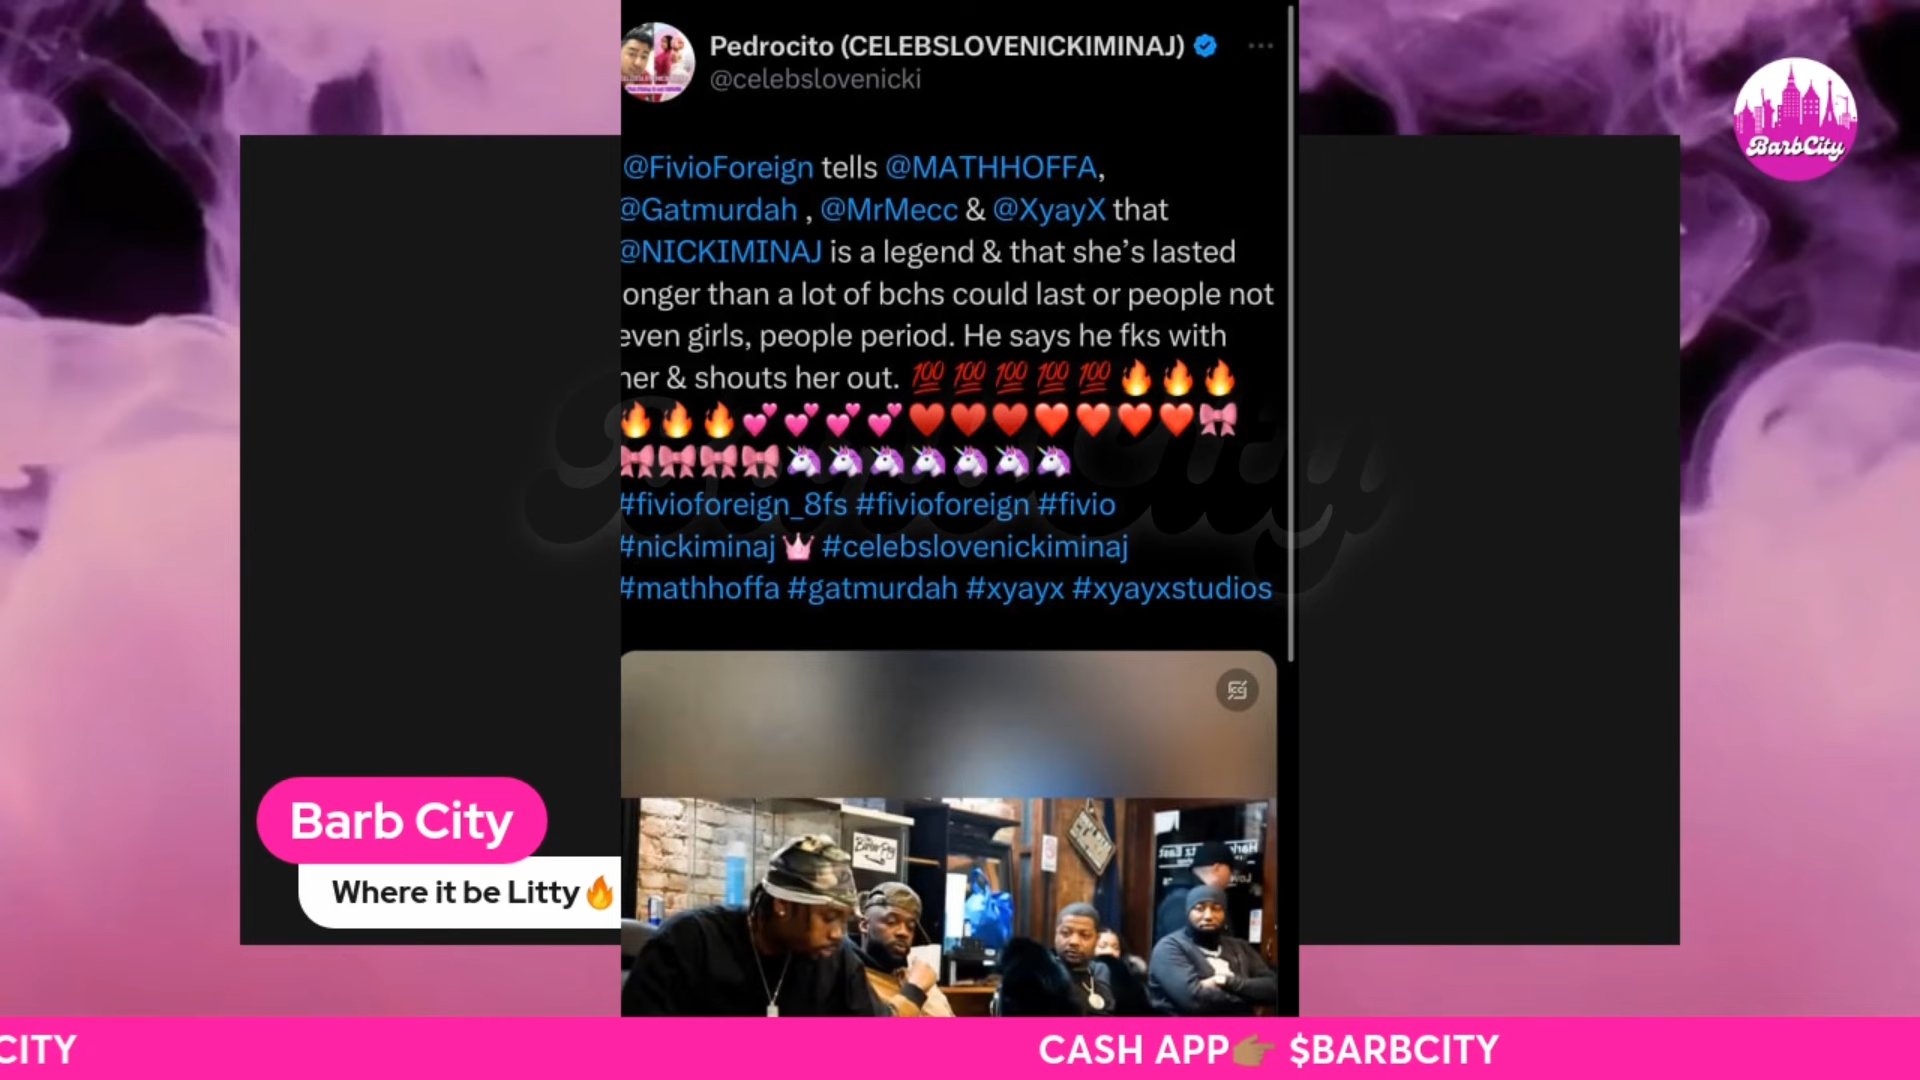 Pedrocito (CELEBSLOVENICKIMINAJ)
@celebslovenicki
BarbCity
@FivioForeign tells @MATHHOFFA,
@Gatmurdah , @MrMecc & @XyayX that
@NICKIMINAJ is a legend & that she’s lasted
onger than a lot of bchs could last or people not
even girls, people period. He says he fks with
her & shouts her out. 💯💯💯💯💯🔥🔥🔥
🔥🔥🔥💕💕💕💕❤️❤️❤️❤️❤️❤️❤️🎀
🎀🎀🎀🎀🦄🦄🦄🦄🦄🦄🦄
#fivioforeign_8fs #fivioforeign #fivio
#nickiminaj 👑 #celebslovenickiminaj
#mathhoffa #gatmurdah #xyayx #xyayxstudios
Barb City
Where it be Litty🔥
CITY
CASH APP👉🏽 $BARBCITY